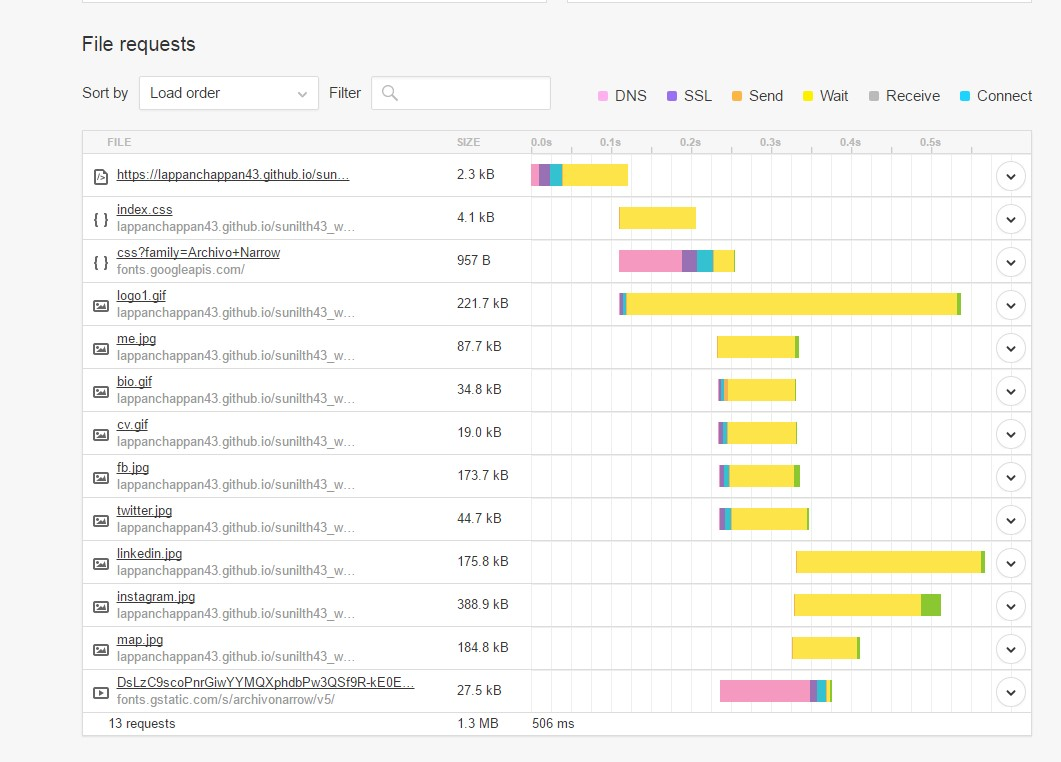 File requests
Sort by Load order Filter DNS SSL Send Wait Receive Connect
FILE SIZE 0.0s 0.1s 0.2s 0.3s 0.4s 0.5s
https://lappanchappan43.github.io/sun... 2.3 kB
index.css
lappanchappan43.github.io/sunilth43_w... 4.1 kB
css?family=Archivo+Narrow
fonts.googleapis.com/ 957 B
logo1.gif
lappanchappan43.github.io/sunilth43_w... 221.7 kB
me.jpg
lappanchappan43.github.io/sunilth43_w... 87.7 kB
bio.gif
lappanchappan43.github.io/sunilth43_w... 34.8 kB
cv.gif
lappanchappan43.github.io/sunilth43_w... 19.0 kB
fb.jpg
lappanchappan43.github.io/sunilth43_w... 173.7 kB
twitter.jpg
lappanchappan43.github.io/sunilth43_w... 44.7 kB
linkedin.jpg
lappanchappan43.github.io/sunilth43_w... 175.8 kB
instagram.jpg
lappanchappan43.github.io/sunilth43_w... 388.9 kB
map.jpg
lappanchappan43.github.io/sunilth43_w... 184.8 kB
DsLzC9scoPnrGiwYYMQXphdbPw3QSf9R-kE0E...
fonts.gstatic.com/s/archivonarrow/v5/ 27.5 kB
13 requests 1.3 MB 506 ms